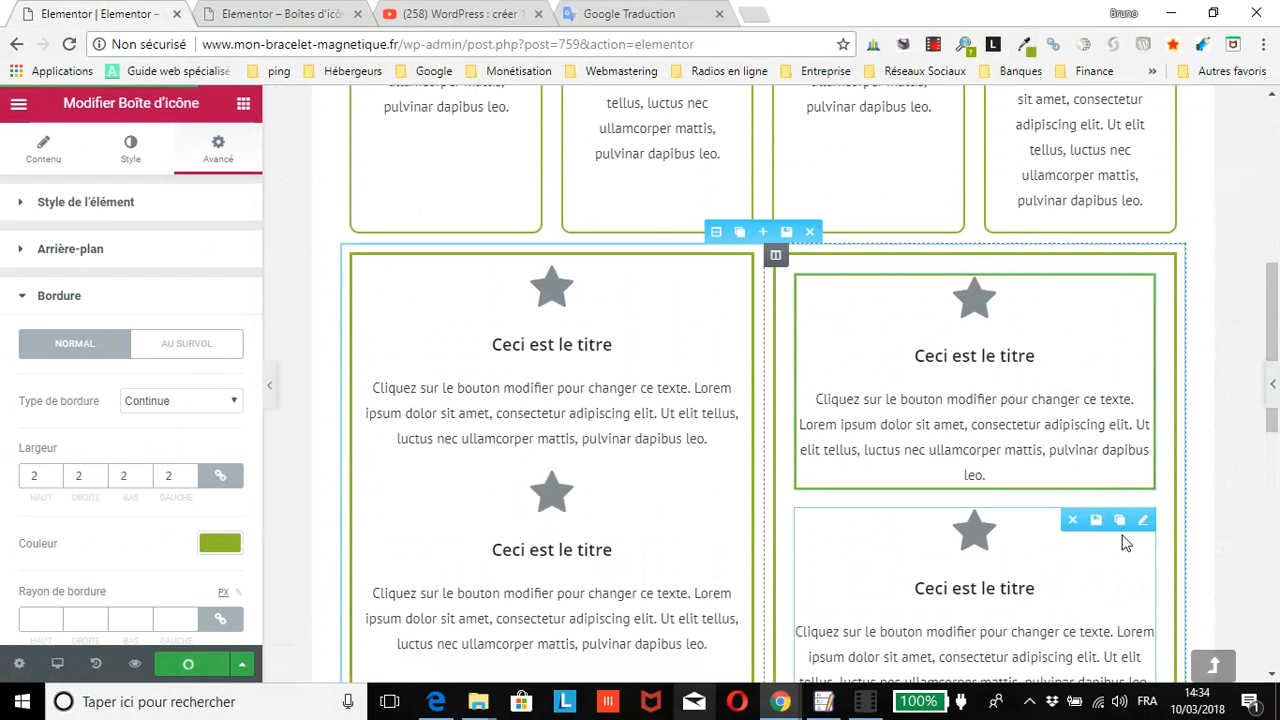 Elementor | Elementor –
Elementor – Boîtes d'icô
(258) WordPress : créer
Google Traduction
Bruno
Non sécurisé
www.mon-bracelet-magnetique.fr/wp-admin/post.php?post=759&action=elementor
Applications
Guide web spécialisé
ping
Hébergeurs
Google
Monétisation
Webmastering
Radios en ligne
Entreprise
Réseaux Sociaux
Banques
Finance
»
Autres favoris
Modifier Boîte d'icône
Contenu
Style
Avancé
Style de l'élément
Arrière-plan
Bordure
NORMAL
AU SURVOL
Type de bordure
Continue
Largeur
2 2 2 2
HAUT DROITE BAS GAUCHE
Couleur
Rayon de bordure
PX %
HAUT DROITE BAS GAUCHE
pulvinar dapibus leo.
tellus, luctus nec
ullamcorper mattis,
pulvinar dapibus leo.
pulvinar dapibus leo.
sit amet, consectetur
adipiscing elit. Ut elit
tellus, luctus nec
ullamcorper mattis,
pulvinar dapibus leo.
Ceci est le titre
Cliquez sur le bouton modifier pour changer ce texte. Lorem
ipsum dolor sit amet, consectetur adipiscing elit. Ut elit tellus,
luctus nec ullamcorper mattis, pulvinar dapibus leo.
Ceci est le titre
Cliquez sur le bouton modifier pour changer ce texte. Lorem
ipsum dolor sit amet, consectetur adipiscing elit. Ut elit tellus,
luctus nec ullamcorper mattis, pulvinar dapibus leo.
Ceci est le titre
Cliquez sur le bouton modifier pour changer ce texte.
Lorem ipsum dolor sit amet, consectetur adipiscing elit. Ut
elit tellus, luctus nec ullamcorper mattis, pulvinar dapibus
leo.
Ceci est le titre
Cliquez sur le bouton modifier pour changer ce texte. Lorem
ipsum dolor sit amet, consectetur adipiscing elit. Ut elit
Taper ici pour rechercher
100%
FRA
14:34
10/03/2018